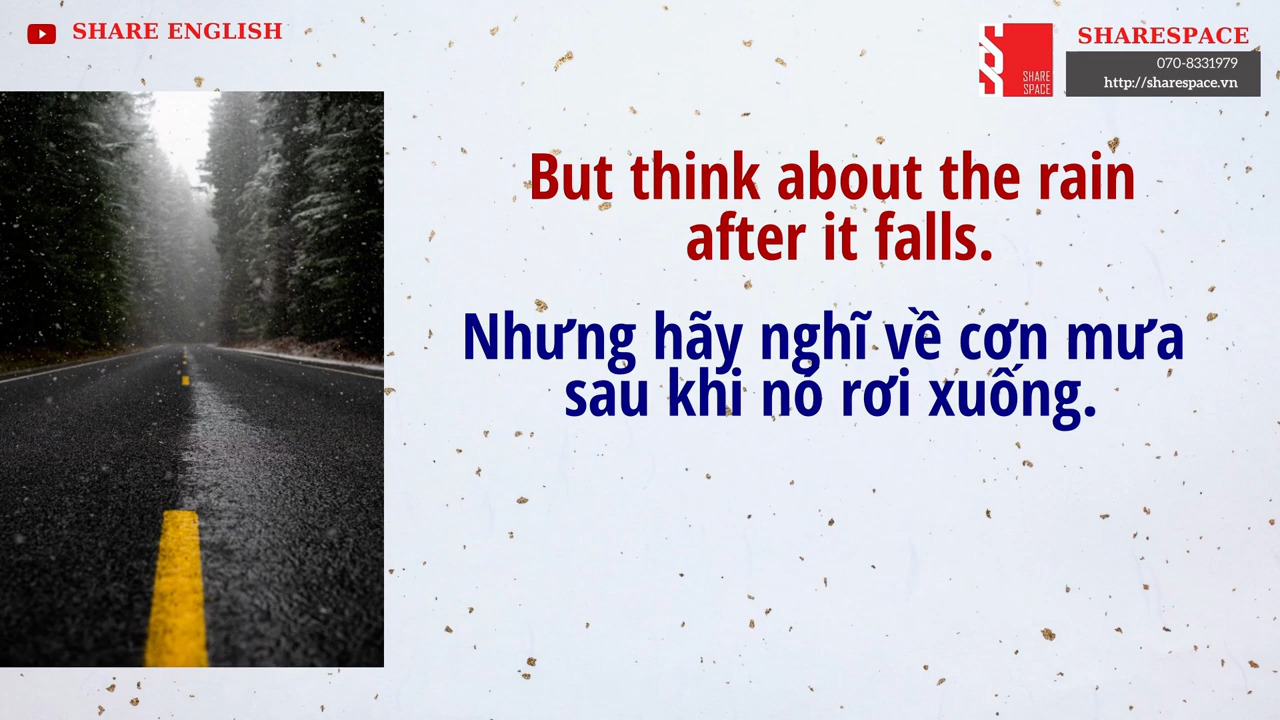 SHARE ENGLISH
SHARESPACE
070-8331979
http://sharespace.vn
SHARE
SPACE
But think about the rain
after it falls.
Nhưng hãy nghĩ về cơn mưa
sau khi nó rơi xuống.